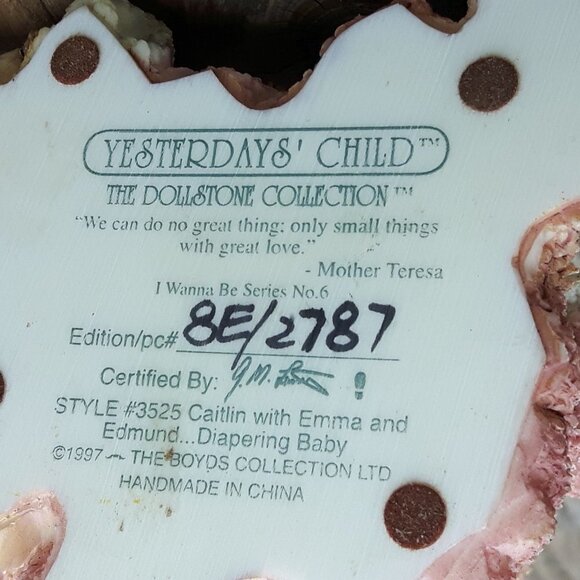 YESTERDAYS' CHILD™
THE DOLLSTONE COLLECTION™
"We can do no great thing; only small things
with great love."
- Mother Teresa
I Wanna Be Series No.6
Edition/pc# 8E/2787
Certified By:
STYLE #3525 Caitlin with Emma and
Edmund...Diapering Baby
©1997 ~ THE BOYDS COLLECTION LTD
HANDMADE IN CHINA